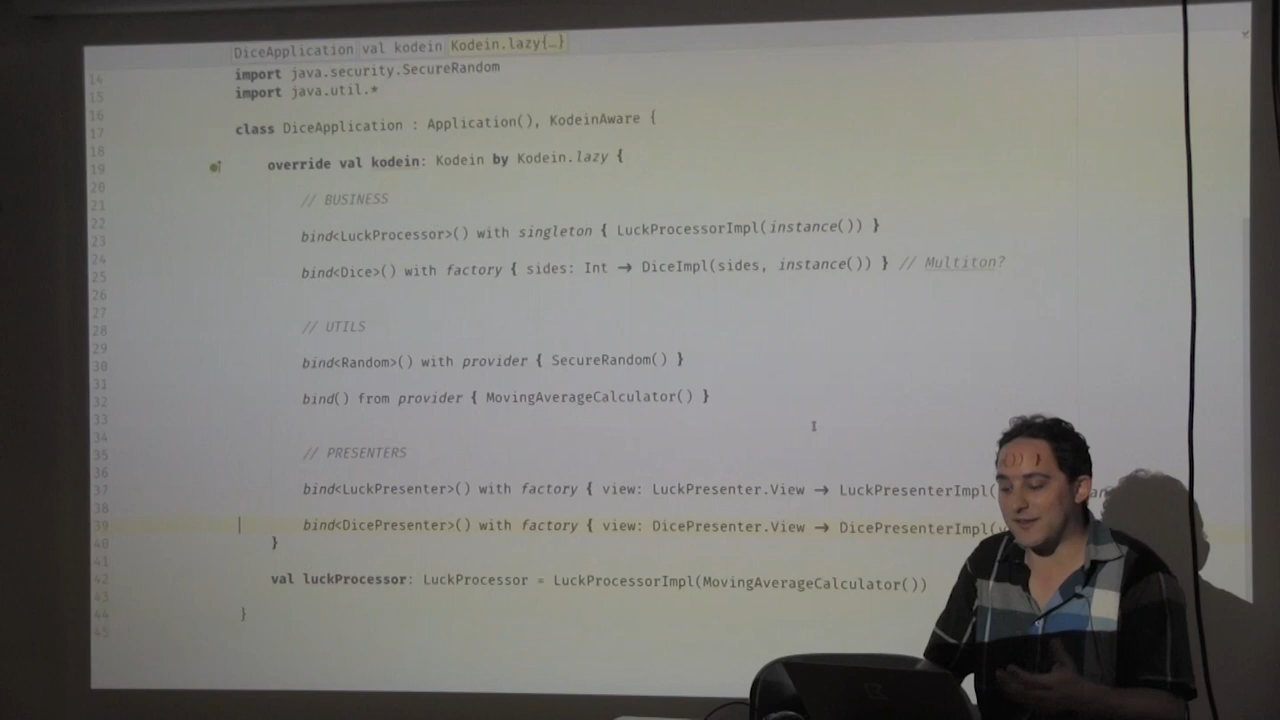 DiceApplication val kodein Kodein.lazy{…}
14 import java.security.SecureRandom
15 import java.util.*
16
17 class DiceApplication : Application(), KodeinAware {
18
19 override val kodein: Kodein by Kodein.lazy {
20
21 // BUSINESS
22
23 bind<LuckProcessor>() with singleton { LuckProcessorImpl(instance()) }
24
25 bind<Dice>() with factory { sides: Int → DiceImpl(sides, instance()) } // Multiton?
26
27
28 // UTILS
29
30 bind<Random>() with provider { SecureRandom() }
31
32 bind() from provider { MovingAverageCalculator() }
33
34
35 // PRESENTERS
36
37 bind<LuckPresenter>() with factory { view: LuckPresenter.View → LuckPresenterImpl(
38
39 bind<DicePresenter>() with factory { view: DicePresenter.View → DicePresenterImpl(
40 }
41
42 val luckProcessor: LuckProcessor = LuckProcessorImpl(MovingAverageCalculator())
43
44 }
45